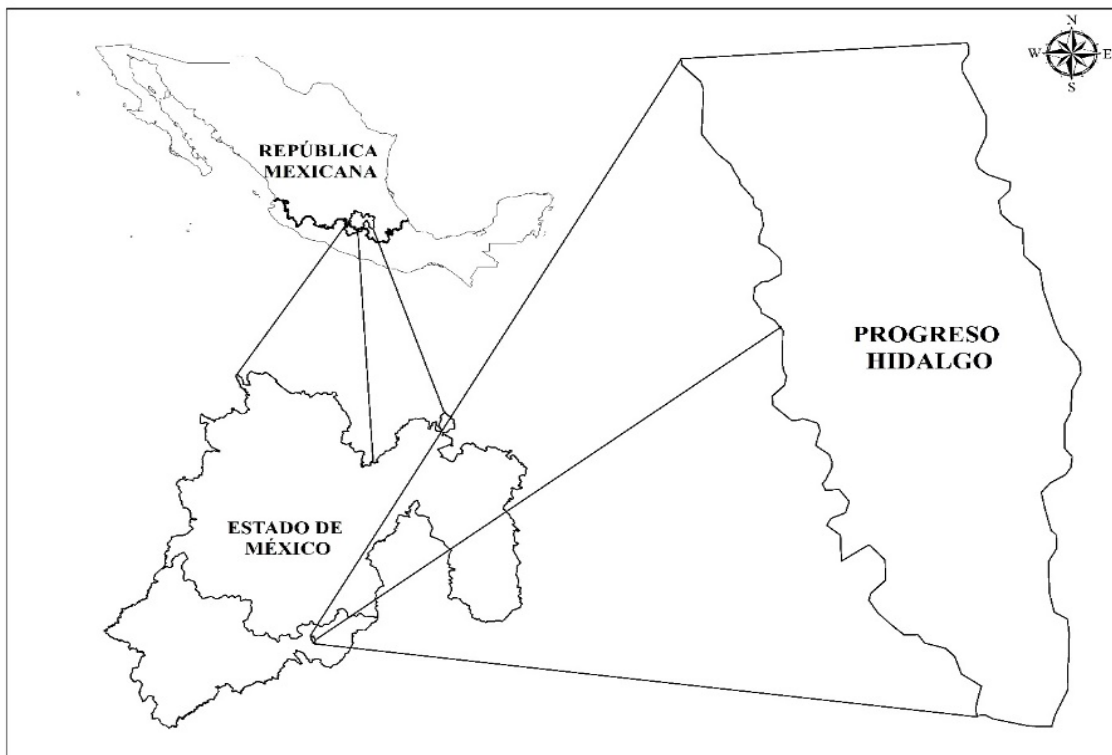 N
W E
S
REPÚBLICA
MEXICANA
PROGRESO
HIDALGO
ESTADO DE
MÉXICO